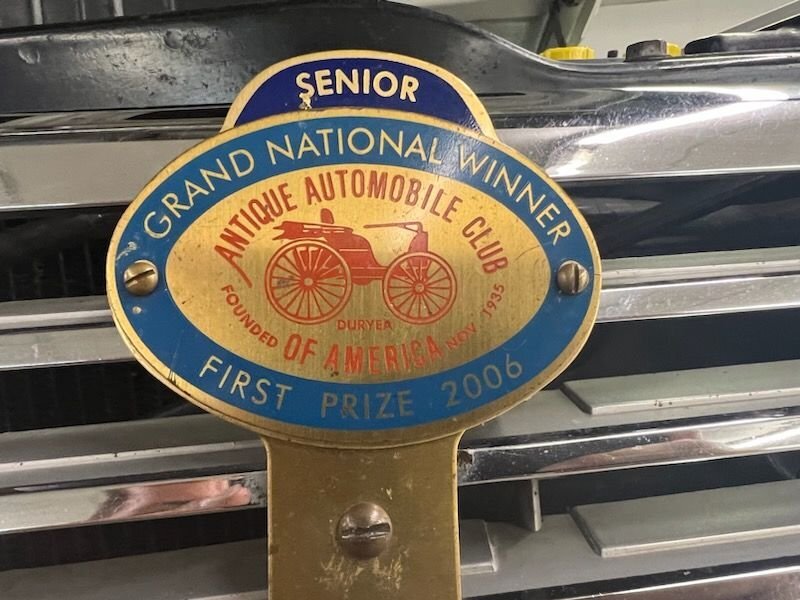 SENIOR
GRAND NATIONAL WINNER
ANTIQUE AUTOMOBILE CLUB
DURYEA
FOUNDED OF AMERICA NOV 1935
FIRST PRIZE 2006